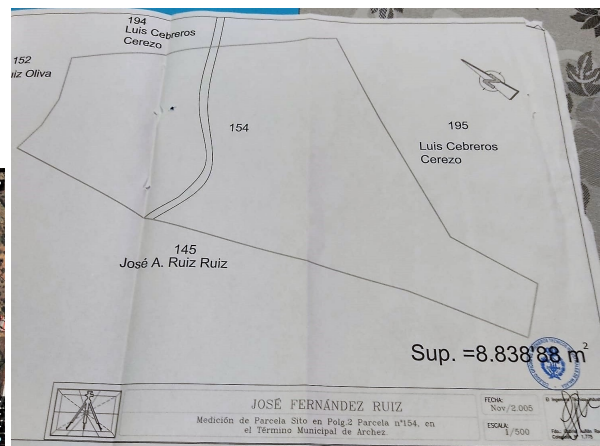 194
Luis Cebreros
Cerezo
152
iz Oliva
154
195
Luis Cebreros
Cerezo
145
José A. Ruiz Ruiz
Sup. =8.838'88 m²
JOSÉ FERNÁNDEZ RUIZ
Medición de Parcela Sito en Polg.2 Parcela nº154, en
el Término Municipal de Archez
FECHA:
Nov/2.005
ESCALA:
1/500